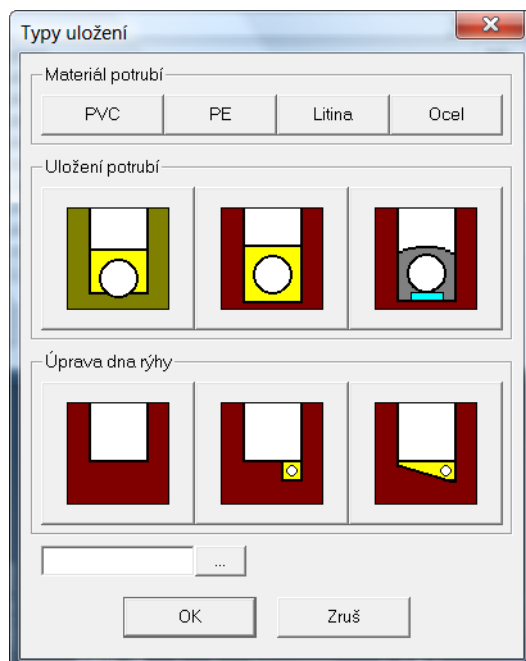 Typy uložení
Materiál potrubí
PVC PE Litina Ocel
Uložení potrubí
Úprava dna rýhy
...
OK Zruš